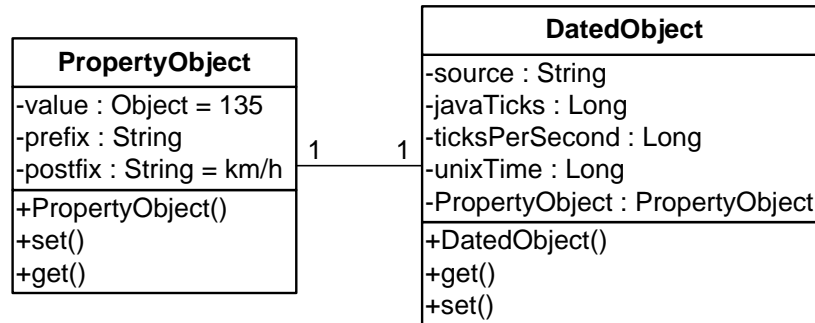 PropertyObject
-value : Object = 135
-prefix : String
-postfix : String = km/h
+PropertyObject()
+set()
+get()
1
1
DatedObject
-source : String
-javaTicks : Long
-ticksPerSecond : Long
-unixTime : Long
-PropertyObject : PropertyObject
+DatedObject()
+get()
+set()